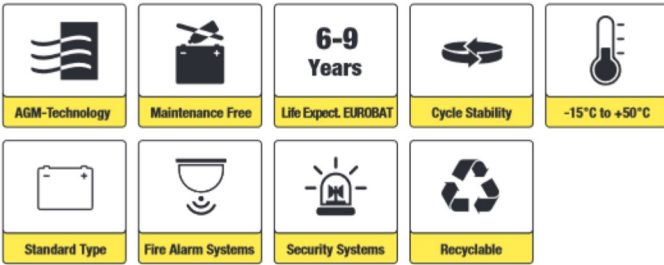 6-9
Years
AGM-Technology
Maintenance Free
Life Expect. EUROBAT
Cycle Stability
-15°C to +50°C
Standard Type
Fire Alarm Systems
Security Systems
Recyclable